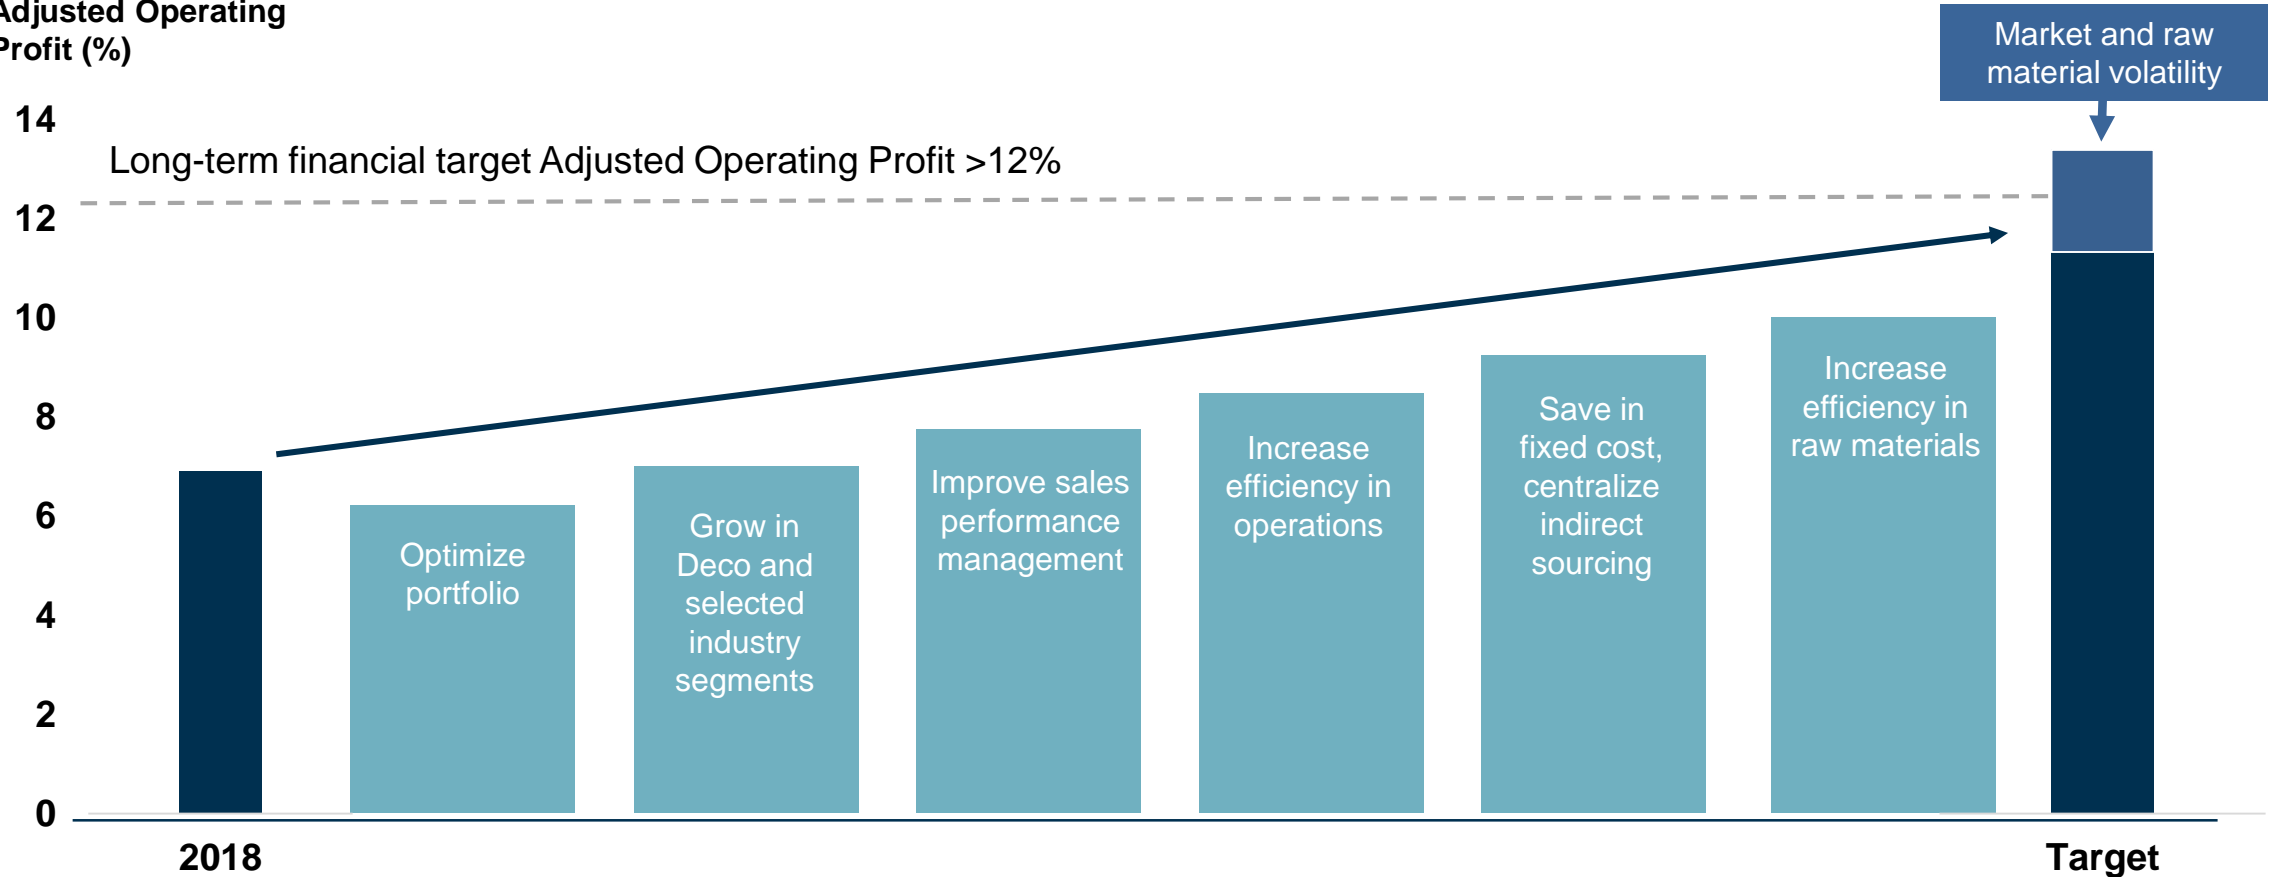 Adjusted Operating
Profit (%)
Market and raw
material volatility
14
Long-term financial target Adjusted Operating Profit >12%
12
10
8
6
4
2
0
Optimize
portfolio
Grow in
Deco and
selected
industry
segments
Improve sales
performance
management
Increase
efficiency in
operations
Save in
fixed cost,
centralize
indirect
sourcing
Increase
efficiency in
raw materials
2018
Target